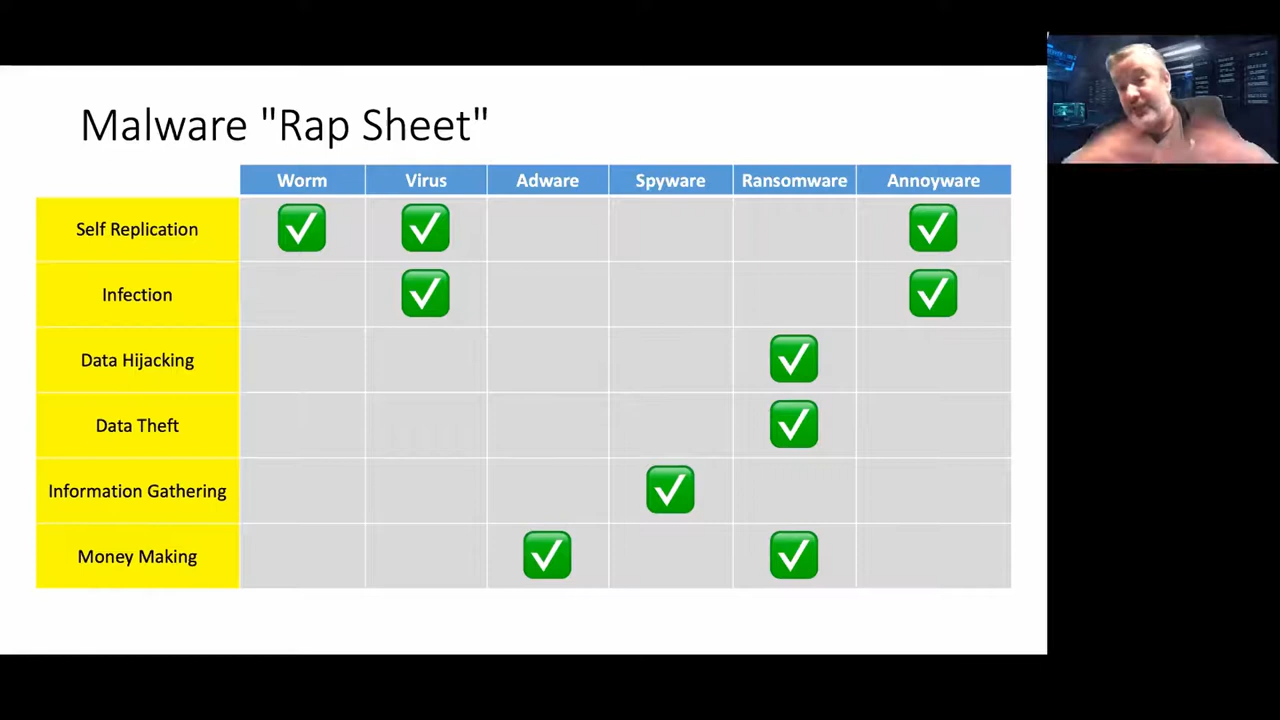 Malware "Rap Sheet"
Worm Virus Adware Spyware Ransomware Annoyware
Self Replication ✅ ✅ ✅
Infection ✅ ✅
Data Hijacking ✅
Data Theft ✅
Information Gathering ✅
Money Making ✅ ✅